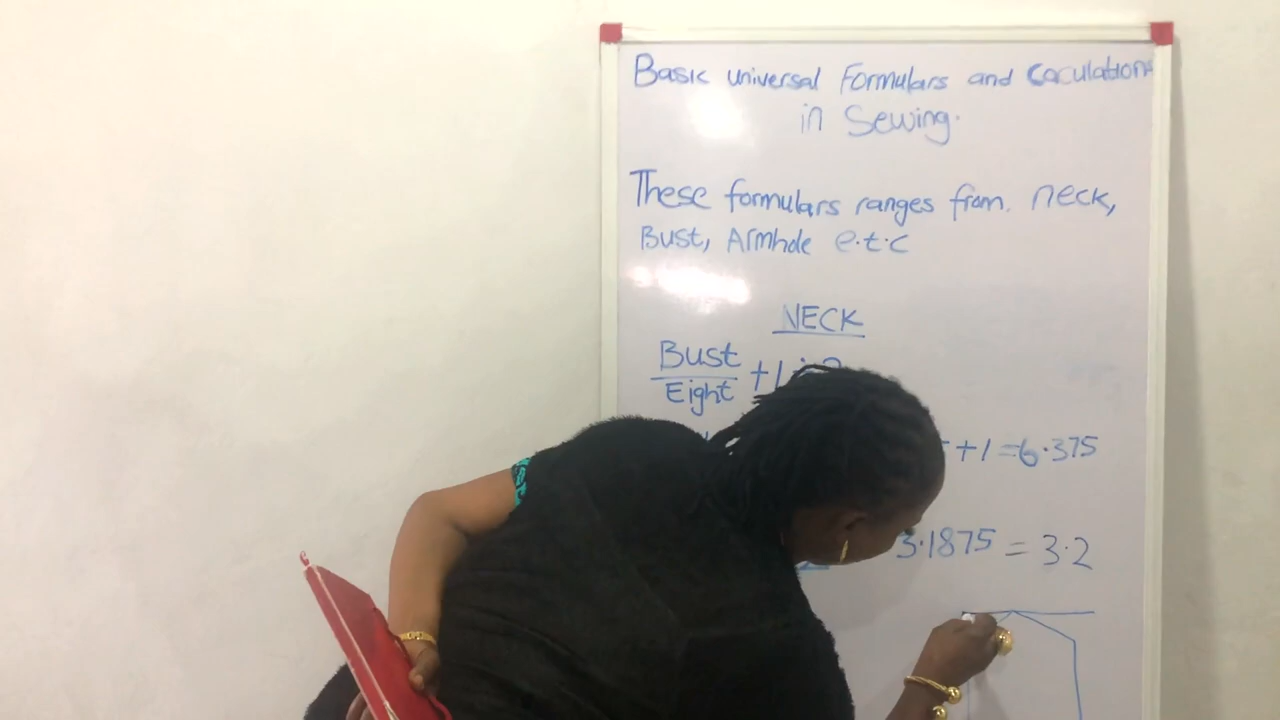 Basic universal Formulars and Caculations
in Sewing.
These formulars ranges from. neck,
Bust, Armhole e.t.c
NECK
Bust
Eight
+1
+1=6.375
3.1875 = 3.2